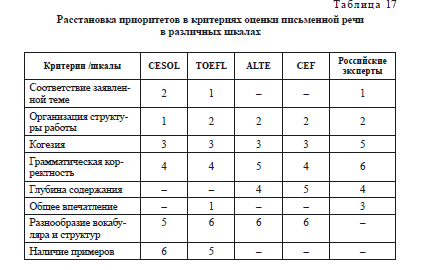 Таблица 17
Расстановка приоритетов в критериях оценки письменной речи
в различных шкалах
Критерии /шкалы CESOL TOEFL ALTE CEF Российские эксперты
Соответствие заявлен-
ной теме 2 1 – – 1
Организация структу-
ры работы 1 2 2 2 2
Когезия 3 3 3 3 5
Грамматическая кор-
ректность 4 4 5 4 6
Глубина содержания – – 4 5 4
Общее впечатление – 1 – – 3
Разнообразие вокабу-
ляра и структур 5 6 6 6 –
Наличие примеров 6 5 – – –